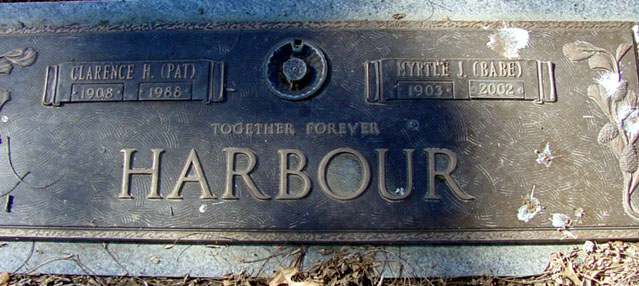 CLARENCE H. (PAT)
1908 - 1988
MYRTLE J. (BABE)
1903 - 2002
TOGETHER FOREVER
HARBOUR